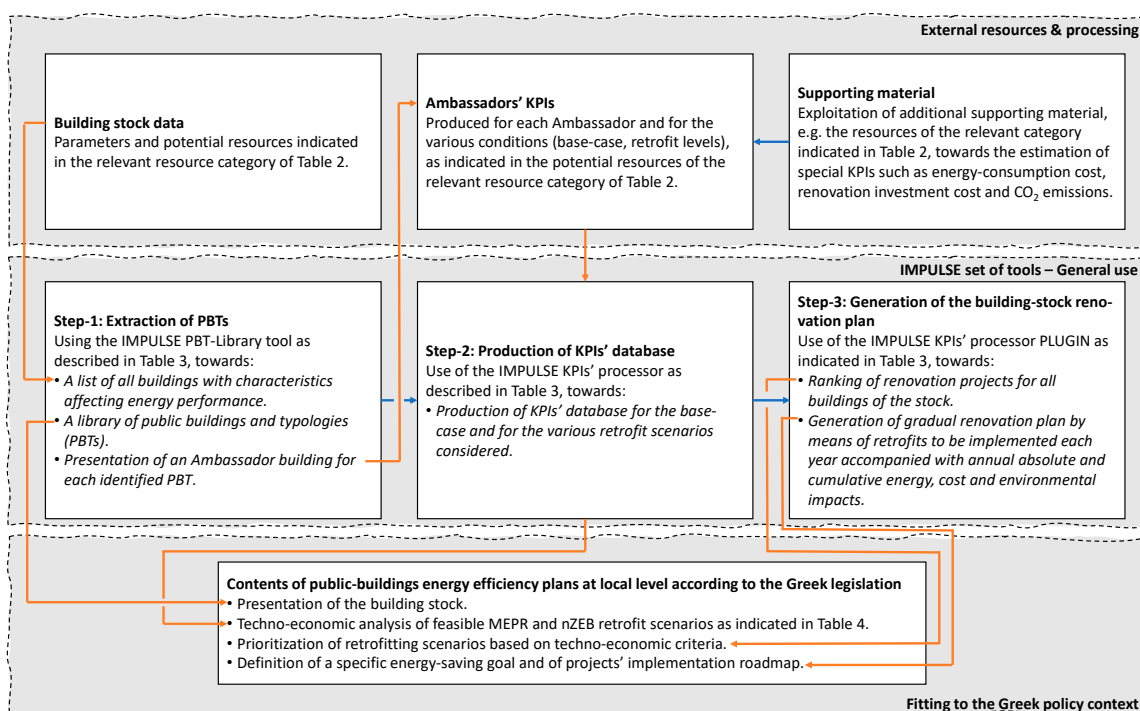 External resources & processing
Building stock data
Parameters and potential resources indicated
in the relevant resource category of Table 2.
Ambassadors’ KPIs
Produced for each Ambassador and for the
various conditions (base-case, retrofit levels),
as indicated in the potential resources of the
relevant resource category of Table 2.
Supporting material
Exploitation of additional supporting material,
e.g. the resources of the relevant category
indicated in Table 2, towards the estimation of
special KPIs such as energy-consumption cost,
renovation investment cost and CO₂ emissions.
IMPULSE set of tools – General use
Step-1: Extraction of PBTs
Using the IMPULSE PBT-Library tool as
described in Table 3, towards:
• A list of all buildings with characteristics
affecting energy performance.
• A library of public buildings and typologies
(PBTs).
• Presentation of an Ambassador building for
each identified PBT.
Step-2: Production of KPIs’ database
Use of the IMPULSE KPIs’ processor as
described in Table 3, towards:
• Production of KPIs’ database for the base-
case and for the various retrofit scenarios
considered.
Step-3: Generation of the building-stock reno-
vation plan
Use of the IMPULSE KPIs’ processor PLUGIN as
indicated in Table 3, towards:
• Ranking of renovation projects for all
buildings of the stock.
• Generation of gradual renovation plan by
means of retrofits to be implemented each
year accompanied with annual absolute and
cumulative energy, cost and environmental
impacts.
Contents of public-buildings energy efficiency plans at local level according to the Greek legislation
• Presentation of the building stock.
• Techno-economic analysis of feasible MEPR and nZEB retrofit scenarios as indicated in Table 4.
• Prioritization of retrofitting scenarios based on techno-economic criteria.
• Definition of a specific energy-saving goal and of projects’ implementation roadmap.
Fitting to the Greek policy context